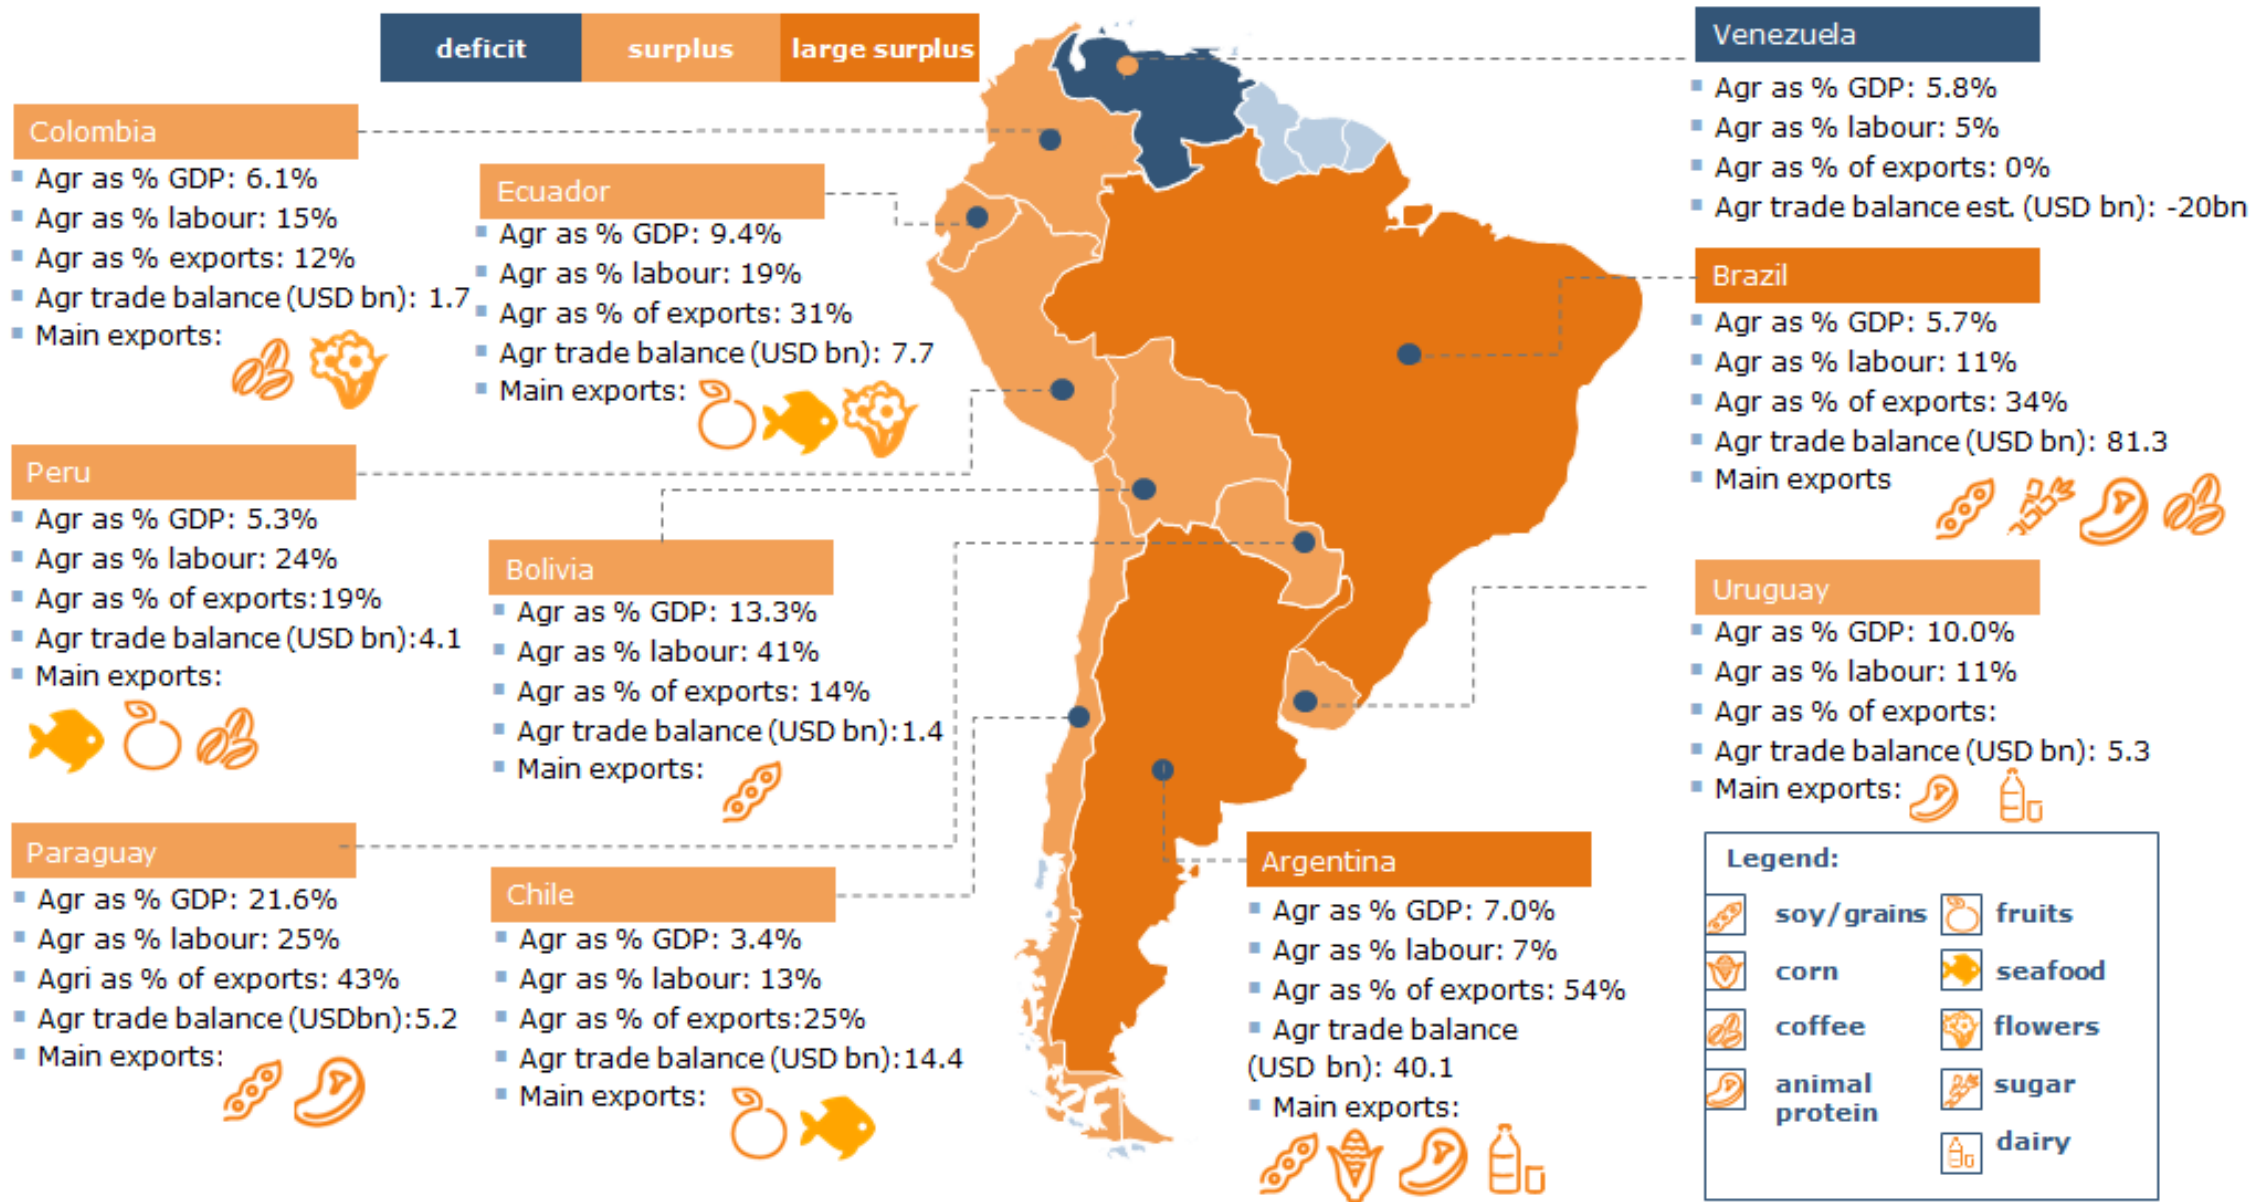 deficit surplus large surplus
Colombia
Agr as % GDP: 6.1%
Agr as % labour: 15%
Agr as % exports: 12%
Agr trade balance (USD bn): 1.7
Main exports:
Ecuador
Agr as % GDP: 9.4%
Agr as % labour: 19%
Agr as % of exports: 31%
Agr trade balance (USD bn): 7.7
Main exports:
Peru
Agr as % GDP: 5.3%
Agr as % labour: 24%
Agr as % of exports:19%
Agr trade balance (USD bn):4.1
Main exports:
Bolivia
Agr as % GDP: 13.3%
Agr as % labour: 41%
Agr as % of exports: 14%
Agr trade balance (USD bn):1.4
Main exports:
Paraguay
Agr as % GDP: 21.6%
Agr as % labour: 25%
Agri as % of exports: 43%
Agr trade balance (USDbn):5.2
Main exports:
Chile
Agr as % GDP: 3.4%
Agr as % labour: 13%
Agr as % of exports:25%
Agr trade balance (USD bn):14.4
Main exports:
Venezuela
Agr as % GDP: 5.8%
Agr as % labour: 5%
Agr as % of exports: 0%
Agr trade balance est. (USD bn): -20bn
Brazil
Agr as % GDP: 5.7%
Agr as % labour: 11%
Agr as % of exports: 34%
Agr trade balance (USD bn): 81.3
Main exports
Uruguay
Agr as % GDP: 10.0%
Agr as % labour: 11%
Agr as % of exports:
Agr trade balance (USD bn): 5.3
Main exports:
Argentina
Agr as % GDP: 7.0%
Agr as % labour: 7%
Agr as % of exports: 54%
Agr trade balance
(USD bn): 40.1
Main exports:
Legend:
soy/grains
corn
coffee
animal
protein
fruits
seafood
flowers
sugar
dairy